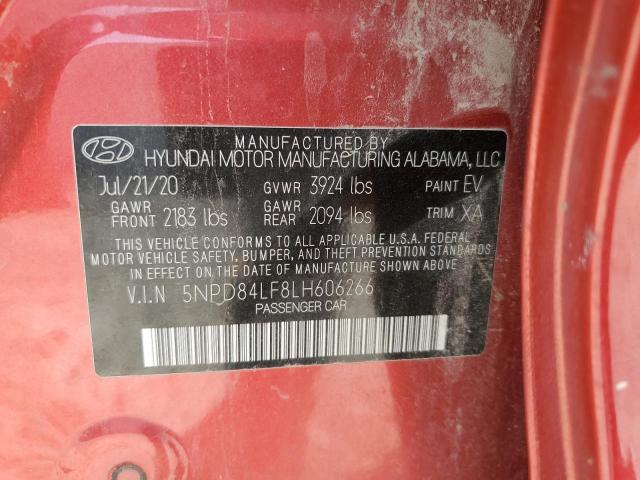 MANUFACTURED BY
HYUNDAI MOTOR MANUFACTURING ALABAMA, LLC
Jul/21/20 GVWR 3924 lbs PAINT EV
GAWR FRONT 2183 lbs GAWR REAR 2094 lbs TRIM XA
THIS VEHICLE CONFORMS TO ALL APPLICABLE U.S.A. FEDERAL
MOTOR VEHICLE SAFETY, BUMPER, AND THEFT PREVENTION STANDARDS
IN EFFECT ON THE DATE OF MANUFACTURE SHOWN ABOVE.
V.I.N 5NPD84LF8LH606266
PASSENGER CAR